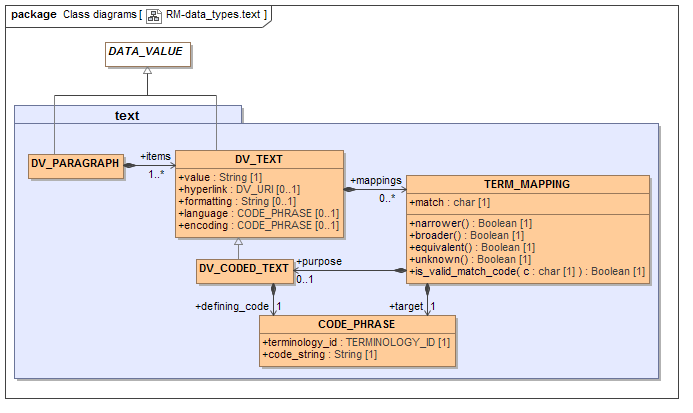 package Class diagrams [ RM-data_types.text ]
DATA_VALUE
text
DV_PARAGRAPH
+items
1..*
DV_TEXT
+value : String [1]
+hyperlink : DV_URI [0..1]
+formatting : String [0..1]
+language : CODE_PHRASE [0..1]
+encoding : CODE_PHRASE [0..1]
+mappings
0..*
TERM_MAPPING
+match : char [1]
+narrower() : Boolean [1]
+broader() : Boolean [1]
+equivalent() : Boolean [1]
+unknown() : Boolean [1]
+is_valid_match_code( c : char [1] ) : Boolean [1]
DV_CODED_TEXT
+purpose
0..1
+defining_code 1
+target 1
CODE_PHRASE
+terminology_id : TERMINOLOGY_ID [1]
+code_string : String [1]